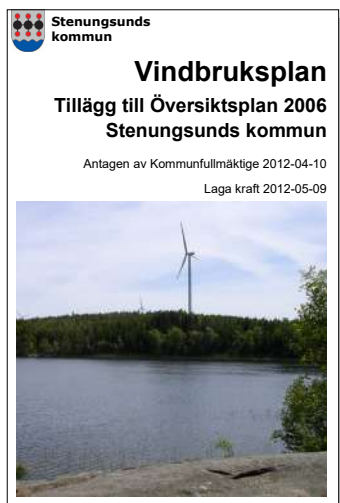 Stenungsunds
kommun
Vindbruksplan
Tillägg till Översiktsplan 2006
Stenungsunds kommun
Antagen av Kommunfullmäktige 2012-04-10
Laga kraft 2012-05-09